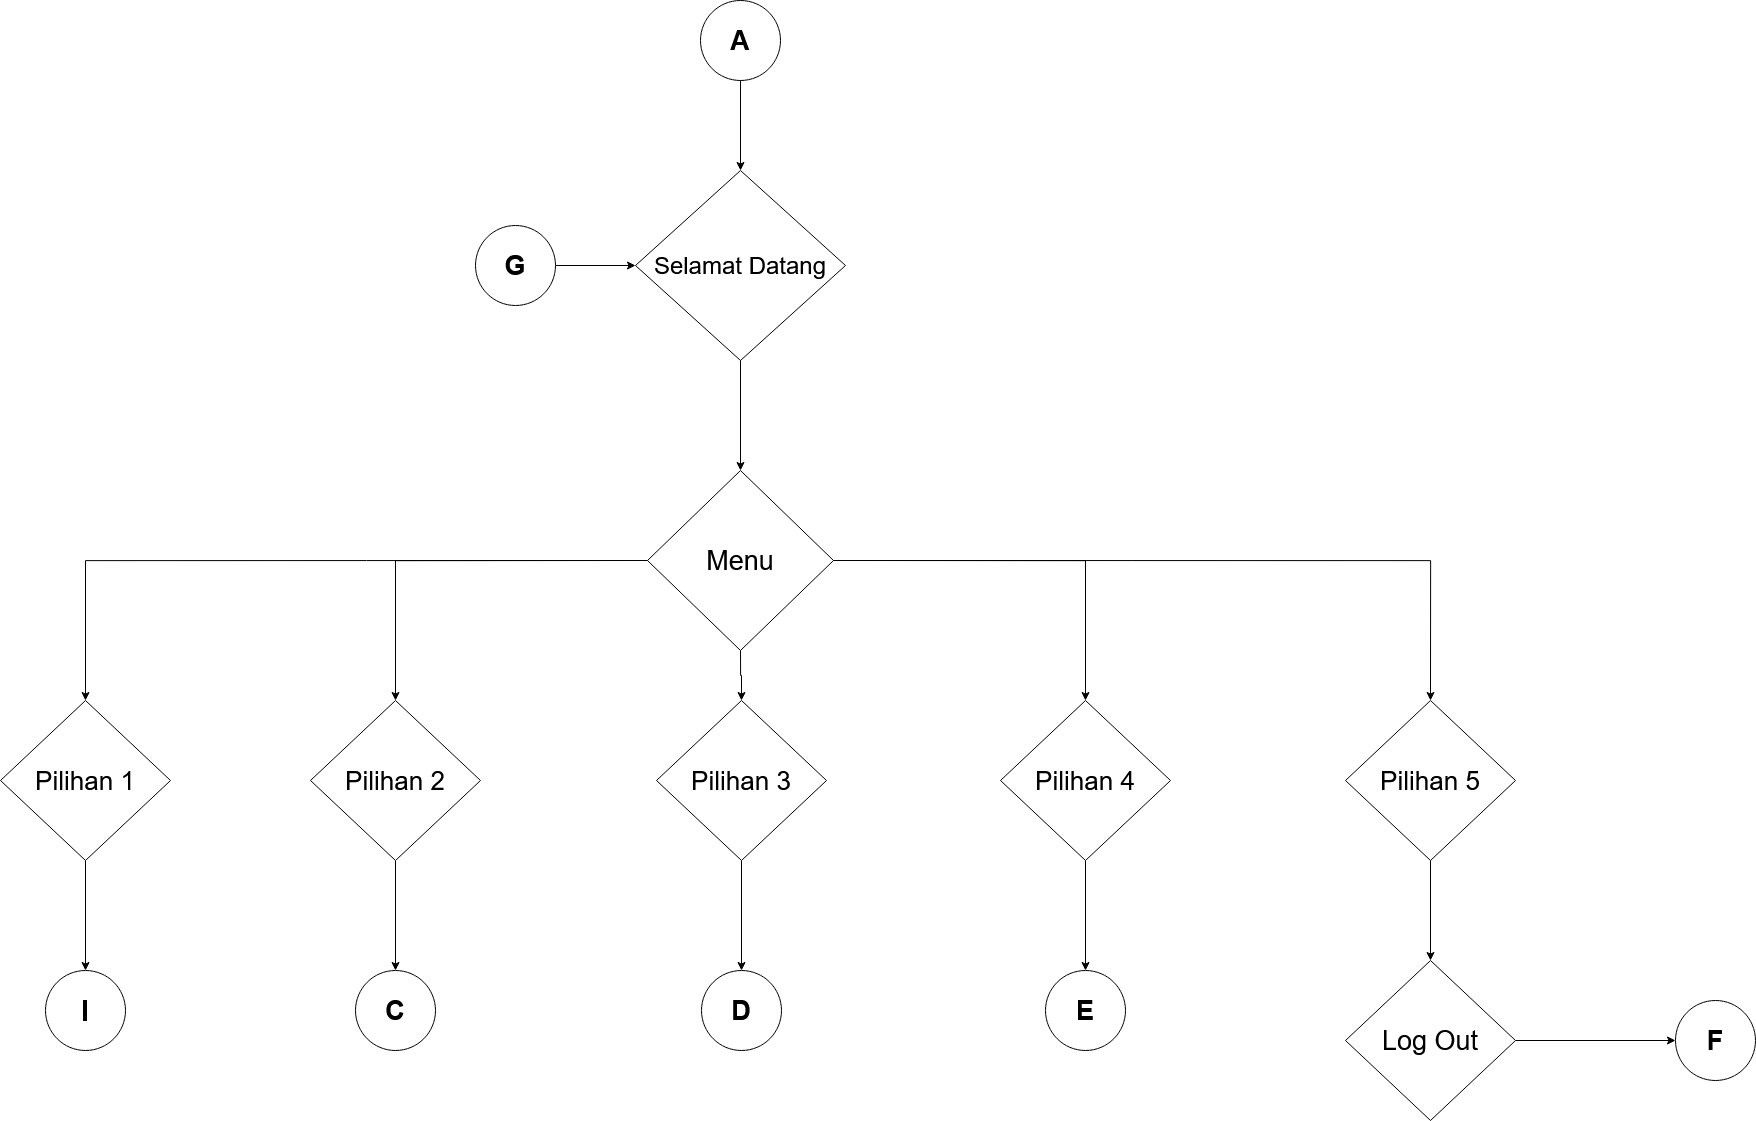 A
G
Selamat Datang
Menu
Pilihan 1
Pilihan 2
Pilihan 3
Pilihan 4
Pilihan 5
I
C
D
E
Log Out
F